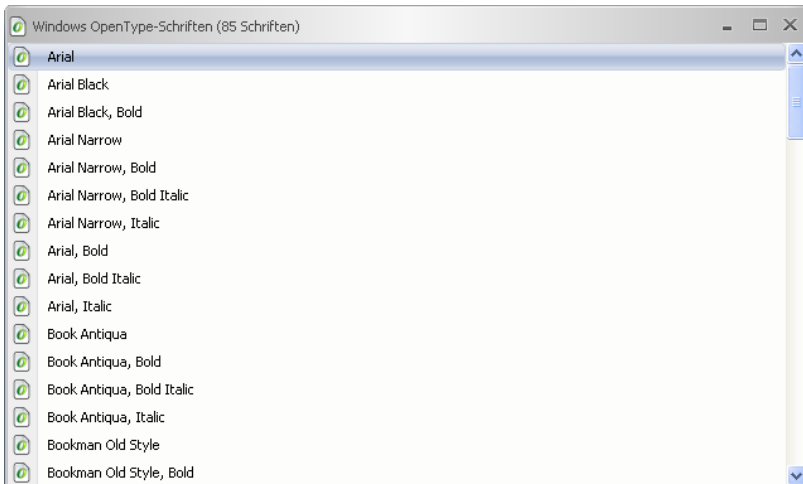 Windows OpenType-Schriften (85 Schriften)
Arial
Arial Black
Arial Black, Bold
Arial Narrow
Arial Narrow, Bold
Arial Narrow, Bold Italic
Arial Narrow, Italic
Arial, Bold
Arial, Bold Italic
Arial, Italic
Book Antiqua
Book Antiqua, Bold
Book Antiqua, Bold Italic
Book Antiqua, Italic
Bookman Old Style
Bookman Old Style, Bold